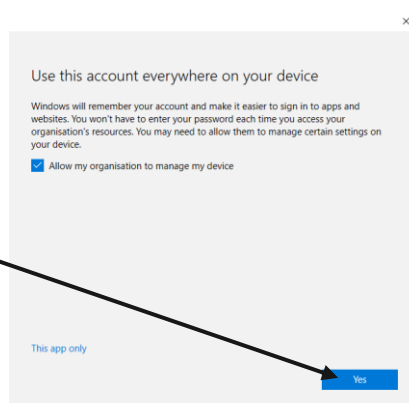 Use this account everywhere on your device
Windows will remember your account and make it easier to sign in to apps and
websites. You won't have to enter your password each time you access your
organisation's resources. You may need to allow them to manage certain settings on
your device.
Allow my organisation to manage my device
This app only
Yes